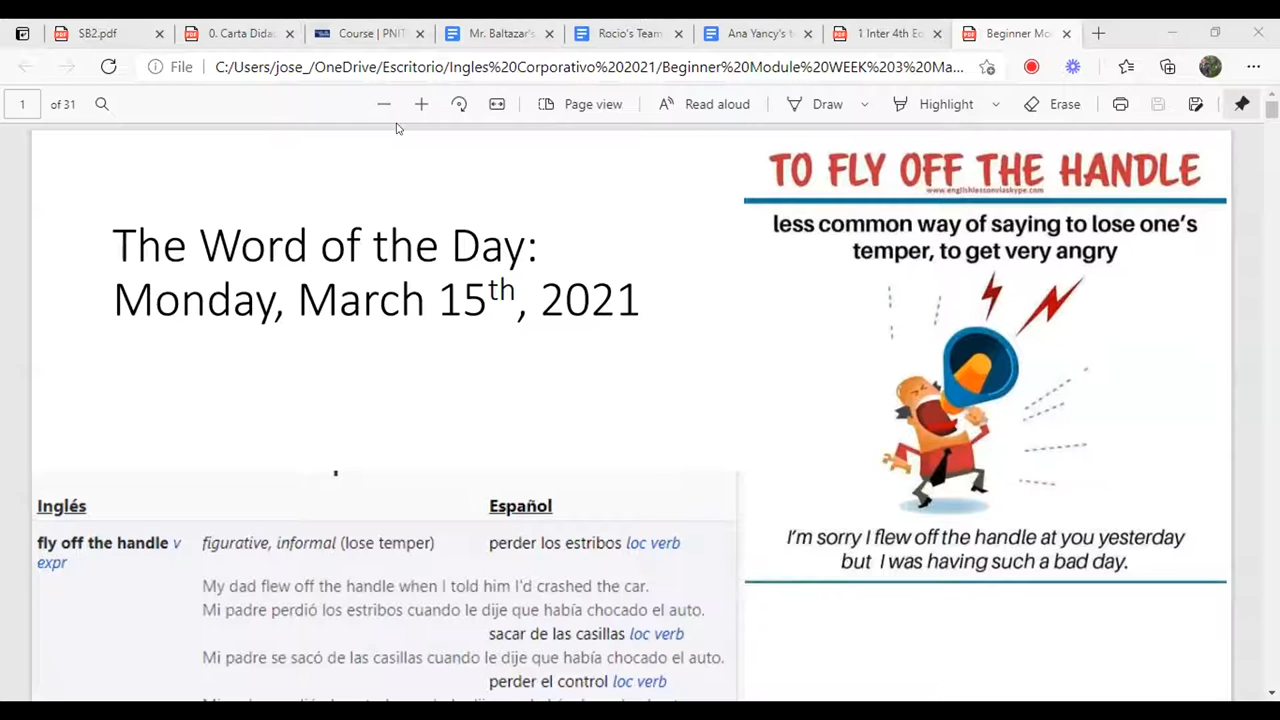 SB2.pdf
0. Carta Didá
Course | PNIT
Mr. Baltazar's
Rocio's Team
Ana Yancy's t
1 Inter 4th Ed
Beginner Mo
File
C:/Users/jose_/OneDrive/Escritorio/Ingles%20Corporativo%202021/Beginner%20Module%20WEEK%203%20Ma...
1 of 31
Page view
Read aloud
Draw
Highlight
Erase
The Word of the Day:
Monday, March 15th, 2021
TO FLY OFF THE HANDLE
www.englishlessonviaskype.com
less common way of saying to lose one's
temper, to get very angry
I'm sorry I flew off the handle at you yesterday
but I was having such a bad day.
Inglés Español
fly off the handle v figurative, informal (lose temper) perder los estribos loc verb
expr
My dad flew off the handle when I told him I'd crashed the car.
Mi padre perdió los estribos cuando le dije que había chocado el auto.
sacar de las casillas loc verb
Mi padre se sacó de las casillas cuando le dije que había chocado el auto.
perder el control loc verb